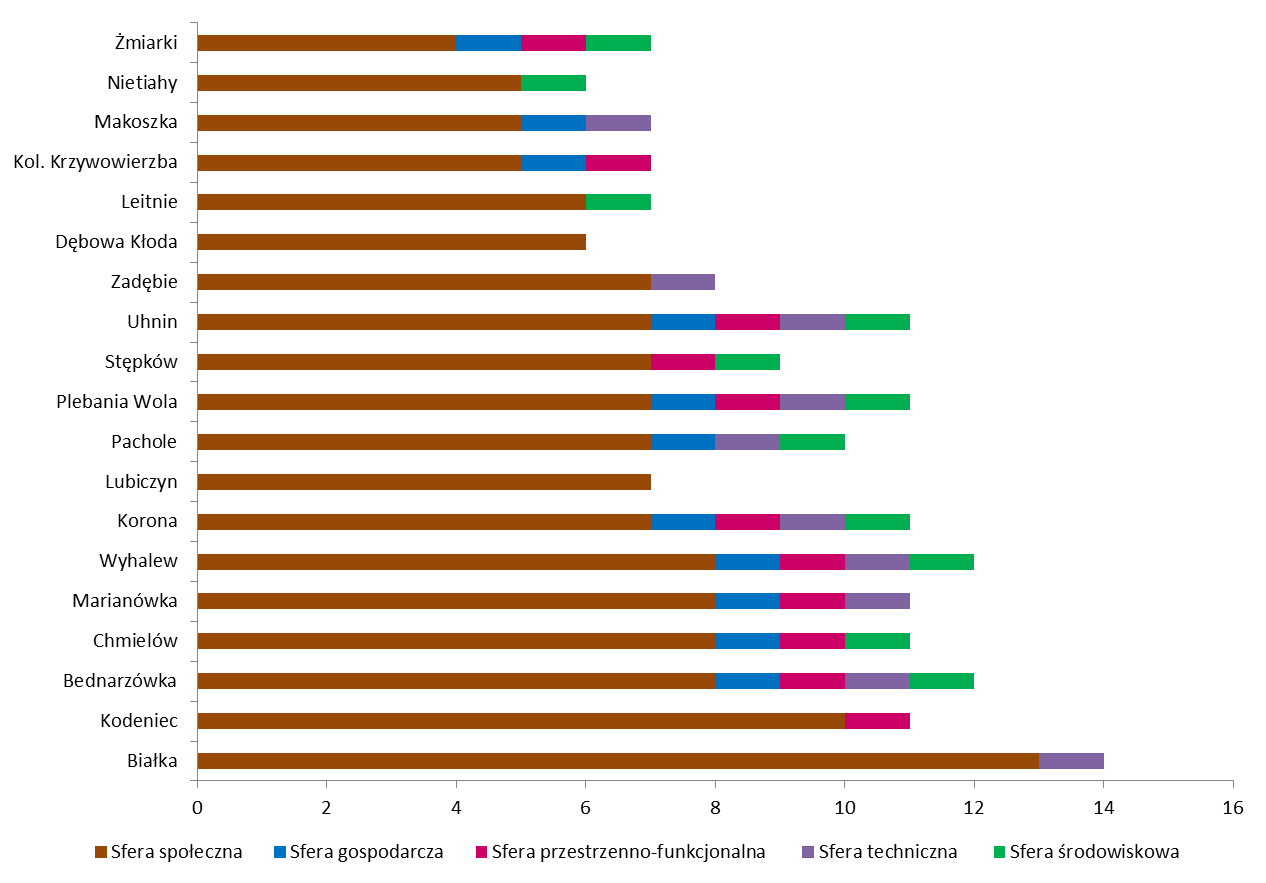 Żmiarki
Nietiahy
Makoszka
Kol. Krzywowierzba
Leitnie
Dębowa Kłoda
Zadębie
Uhnin
Stępków
Plebania Wola
Pachole
Lubiczyn
Korona
Wyhalew
Marianówka
Chmielów
Bednarzówka
Kodeniec
Białka
0 2 4 6 8 10 12 14 16
Sfera społeczna Sfera gospodarcza Sfera przestrzenno-funkcjonalna Sfera techniczna Sfera środowiskowa